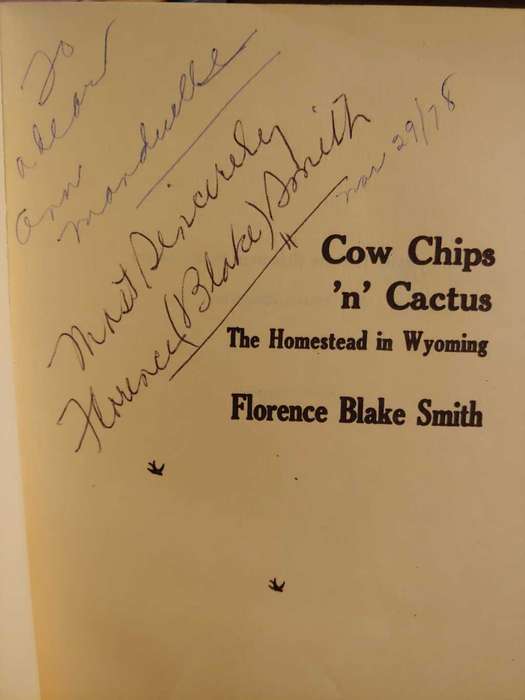 To
a dear
Ann
Mandville
Most Sincerely
Florence (Blake) Smith
Nov 29/78
Cow Chips
'n' Cactus
The Homestead in Wyoming
Florence Blake Smith